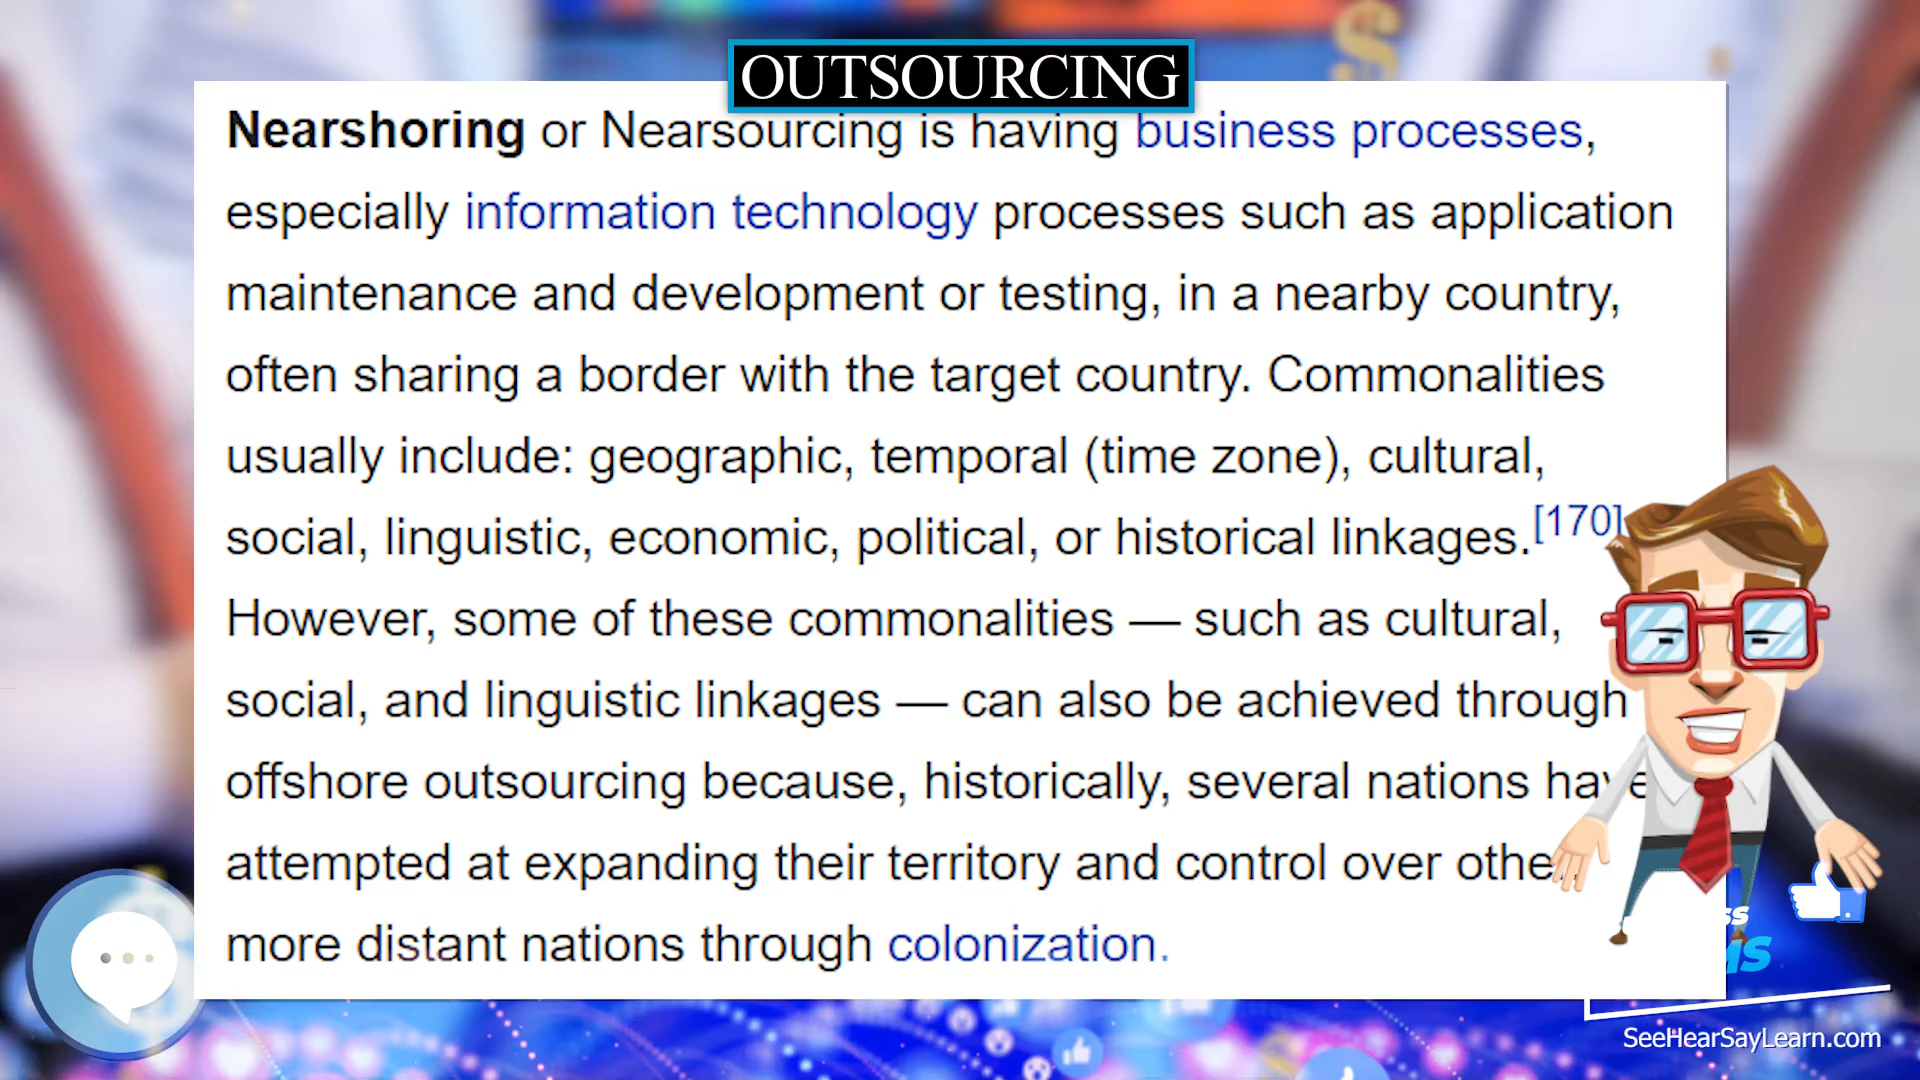 OUTSOURCING
Nearshoring or Nearsourcing is having business processes,
especially information technology processes such as application
maintenance and development or testing, in a nearby country,
often sharing a border with the target country. Commonalities
usually include: geographic, temporal (time zone), cultural,
social, linguistic, economic, political, or historical linkages.[170]
However, some of these commonalities — such as cultural,
social, and linguistic linkages — can also be achieved through
offshore outsourcing because, historically, several nations have
attempted at expanding their territory and control over
more distant nations through colonization.
SeeHearSayLearn.com